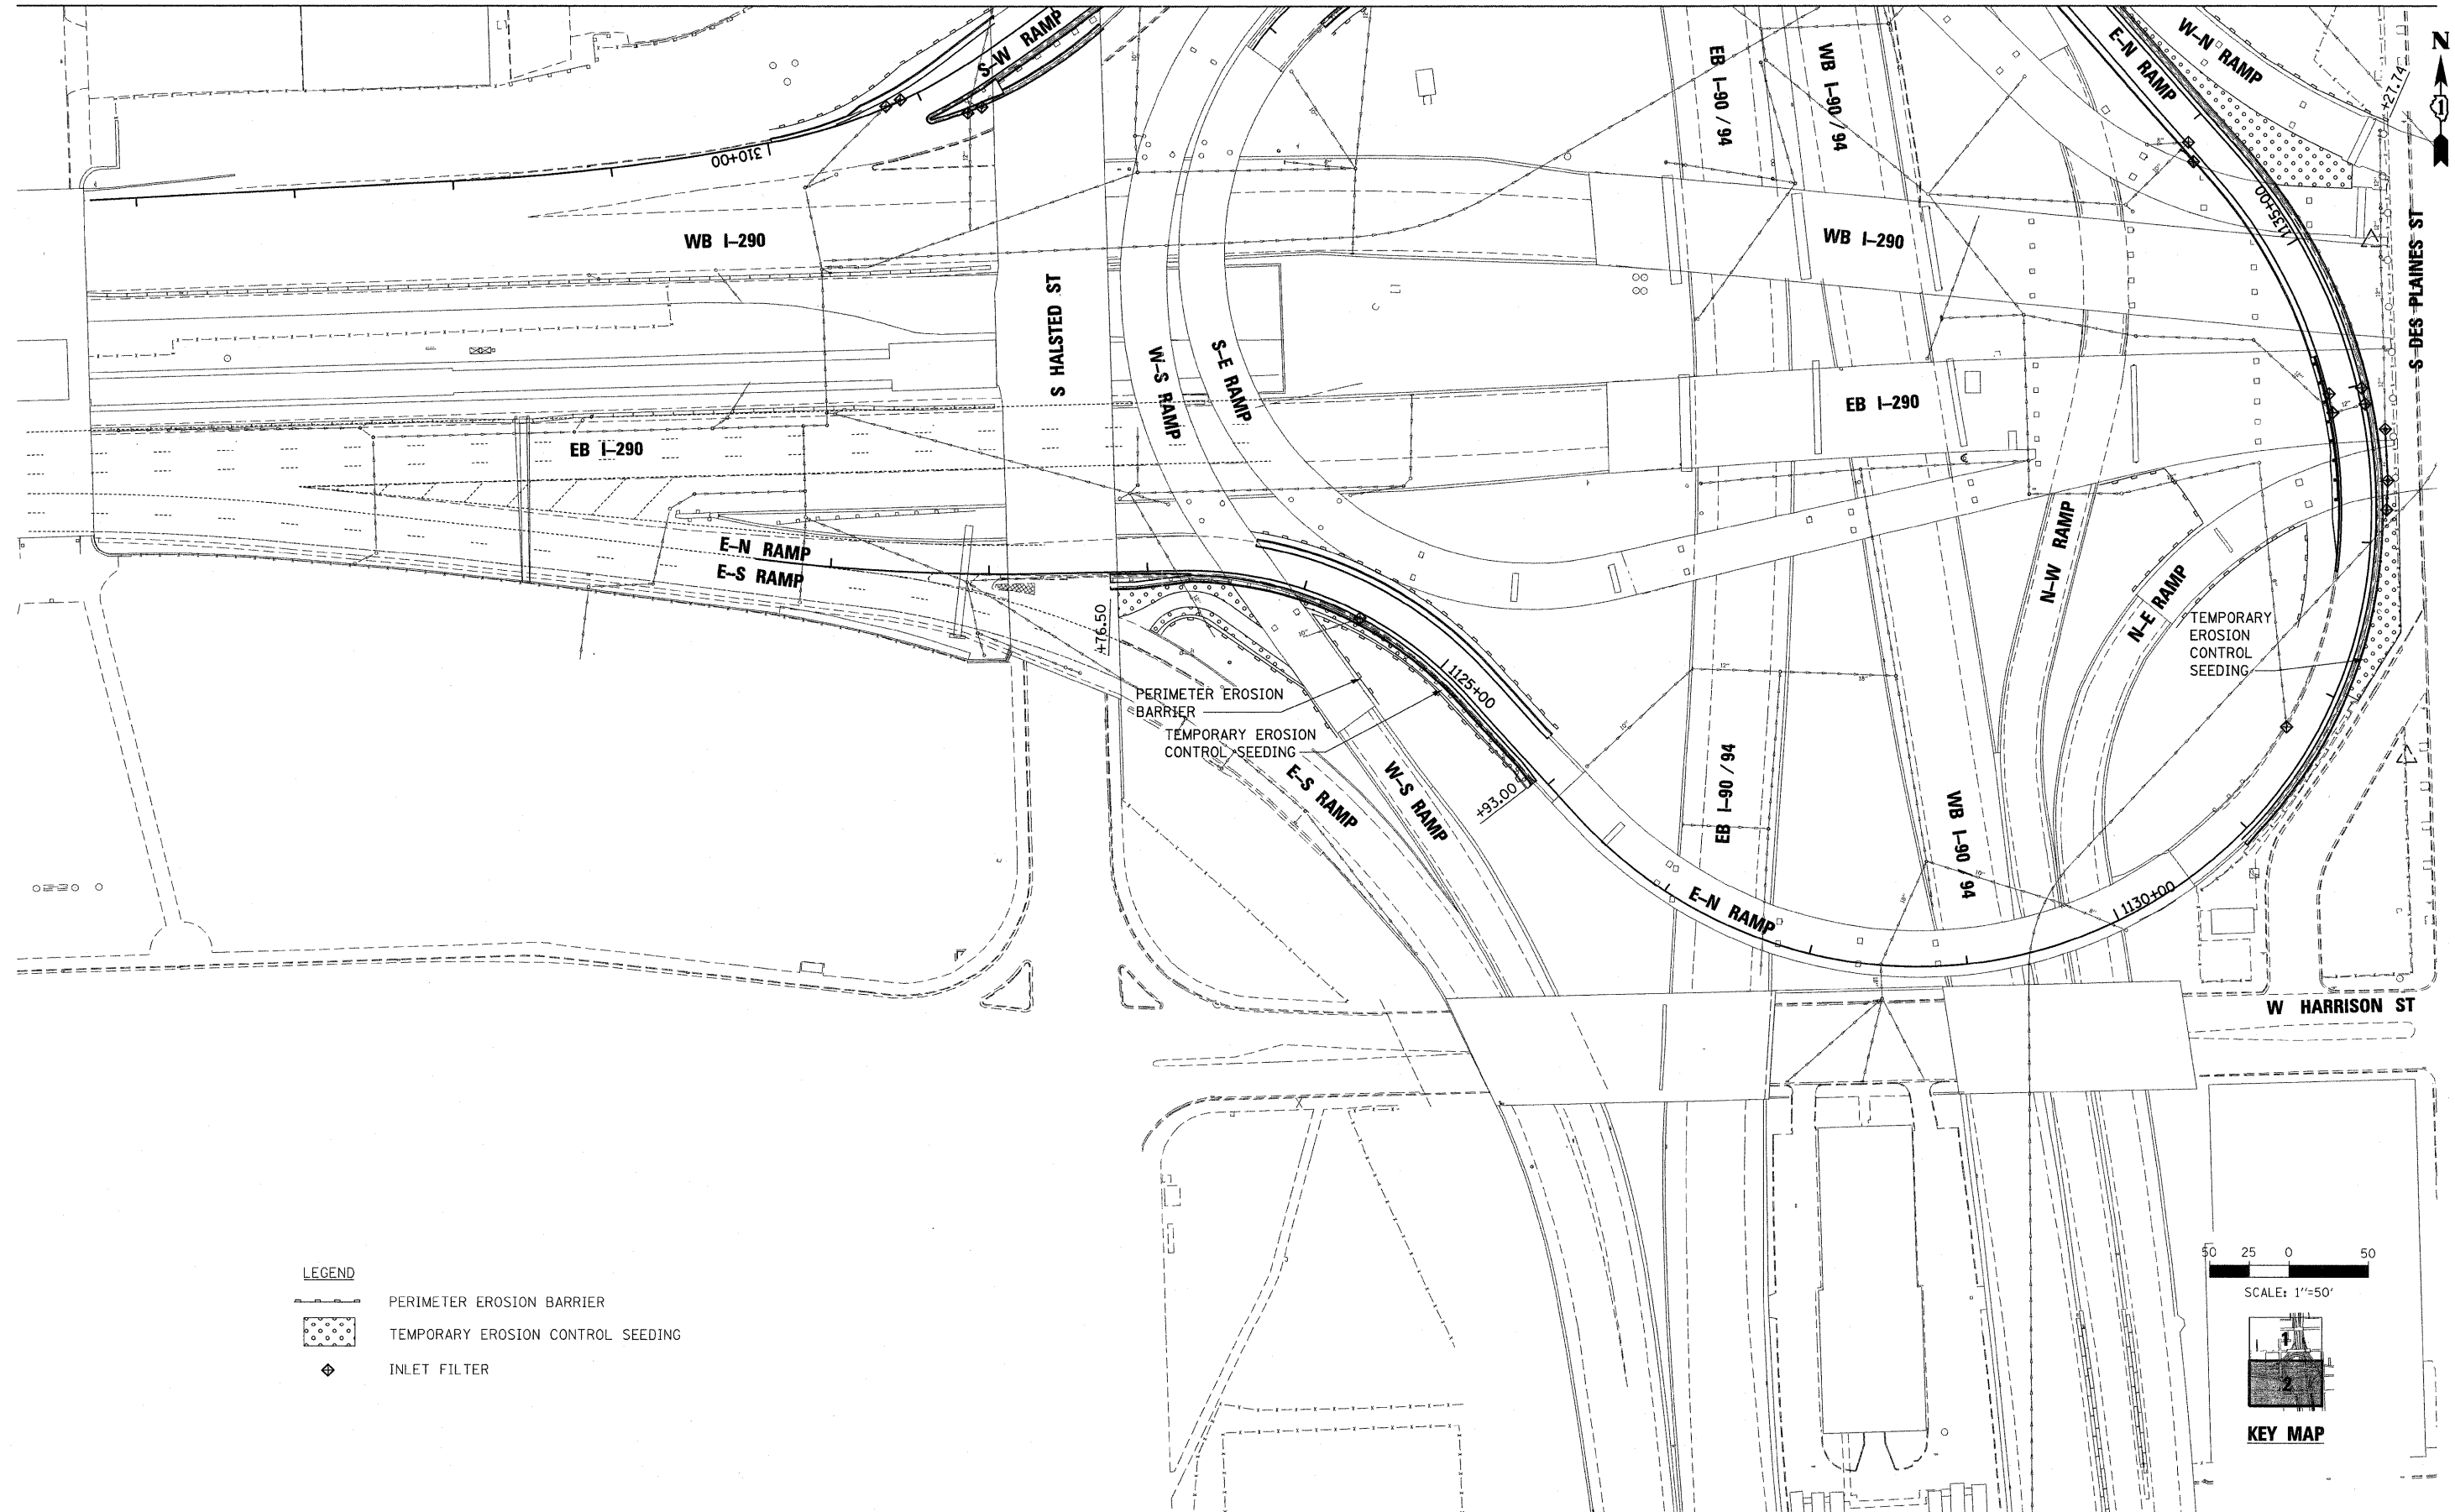 S-W RAMP
EB I-90 / 94
WB I-90 / 94
E-N RAMP
W-N RAMP
+27.74
N
1
310+00
1135+00
WB I-290
WB I-290
S HALSTED ST
W-S RAMP
S-E RAMP
S DES PLAINES ST
EB I-290
EB I-290
E-N RAMP
E-S RAMP
+76.50
N-W RAMP
N-E RAMP
TEMPORARY
EROSION
CONTROL
SEEDING
PERIMETER EROSION
BARRIER
1125+00
TEMPORARY EROSION
CONTROL SEEDING
E-S RAMP
W-S RAMP
+93.00
EB I-90 / 94
WB I-90 / 94
E-N RAMP
1130+00
W HARRISON ST
LEGEND
PERIMETER EROSION BARRIER
TEMPORARY EROSION CONTROL SEEDING
INLET FILTER
50 25 0 50
SCALE: 1"=50'
1
2
KEY MAP